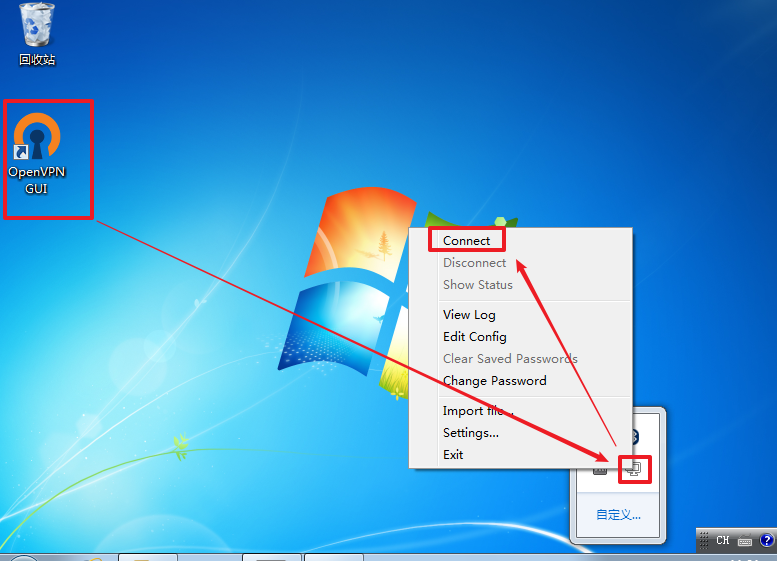 回收站
OpenVPN
GUI
Connect
Disconnect
Show Status
View Log
Edit Config
Clear Saved Passwords
Change Password
Import file...
Settings...
Exit
自定义...
CH
?